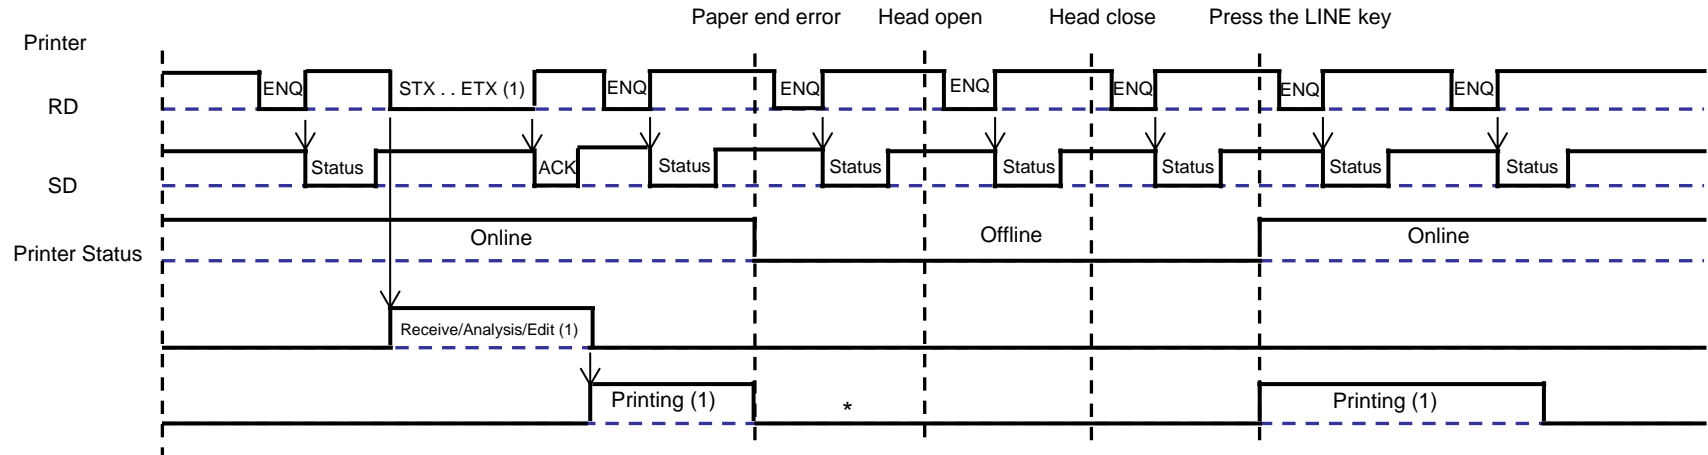 Paper end error Head open Head close Press the LINE key
Printer
ENQ STX . . ETX (1) ENQ ENQ ENQ ENQ ENQ ENQ
RD
Status ACK Status Status Status Status Status Status
SD
Online Offline Online
Printer Status
Receive/Analysis/Edit (1)
Printing (1) * Printing (1)